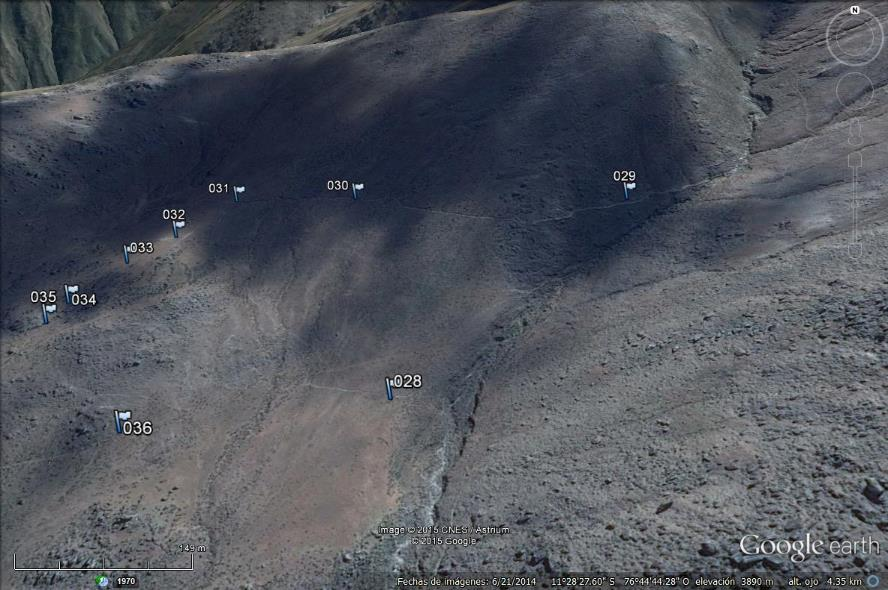 N
029
031
030
032
033
035
034
028
036
Image © 2015 CNES / Astrium
© 2015 Google
Google earth
149 m
1970
Fechas de imágenes: 6/21/2014 11°28'27.60" S 76°44'44.28" O elevación 3890 m alt. ojo 4.35 km